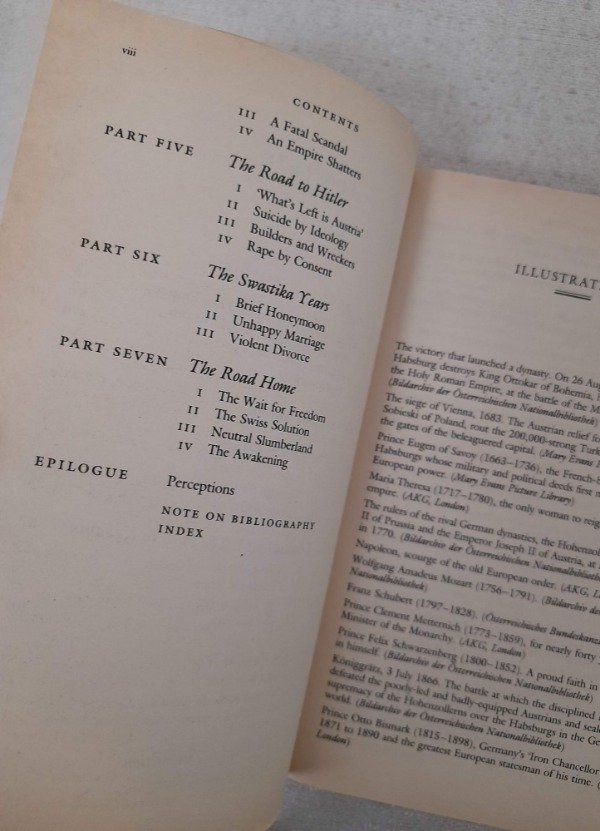 viii
CONTENTS
III A Fatal Scandal
IV An Empire Shatters
PART FIVE The Road to Hitler
I 'What's Left is Austria'
II Suicide by Ideology
III Builders and Wreckers
IV Rape by Consent
PART SIX The Swastika Years
I Brief Honeymoon
II Unhappy Marriage
III Violent Divorce
PART SEVEN The Road Home
I The Wait for Freedom
II The Swiss Solution
III Neutral Slumberland
IV The Awakening
EPILOGUE Perceptions
NOTE ON BIBLIOGRAPHY
INDEX
ILLUSTRAT
The victory that launched a dynasty. On 26 Aug
Habsburg destroys King Ottokar of Bohemia,
the Holy Roman Empire, at the battle of the M
(Bildarchiv der Österreichischen Nationalbibliothek)
The siege of Vienna, 1683. The Austrian relief fo
Sobieski of Poland, rout the 200,000-strong Turk
the gates of the beleaguered capital. (Mary Evans
Prince Eugen of Savoy (1663–1736), the French-b
Habsburgs whose military and political deeds first m
European power. (Mary Evans Picture Library)
Maria Theresa (1717–1780), the only woman to reig
empire. (AKG, London)
The rulers of the rival German dynasties, the Hohenzol
II of Prussia and the Emperor Joseph II of Austria, at
in 1770. (Bildarchiv der Österreichischen Nationalbibliothe
Napoleon, scourge of the old European order. (AKG, L
Wolfgang Amadeus Mozart (1756–1791). (Bildarchiv de
Nationalbibliothek)
Franz Schubert (1797–1828). (Österreichisches Bundeskanz
Prince Clement Metternich (1773–1859), for nearly forty
Minister of the Monarchy. (AKG, London)
Prince Felix Schwarzenberg (1800–1852). A proud faith in
in himself. (Bildarchiv der Österreichischen Nationalbibliothek)
Königgrätz, 3 July 1866. The battle at which the disciplined
defeated the poorly-led and badly-equipped Austrians and seale
supremacy of the Hohenzollerns over the Habsburgs in the Ge
world. (Bildarchiv der Österreichischen Nationalbibliothek)
Prince Otto Bismark (1815–1898), Germany's 'Iron Chancellor
1871 to 1890 and the greatest European statesman of his time. (
London)